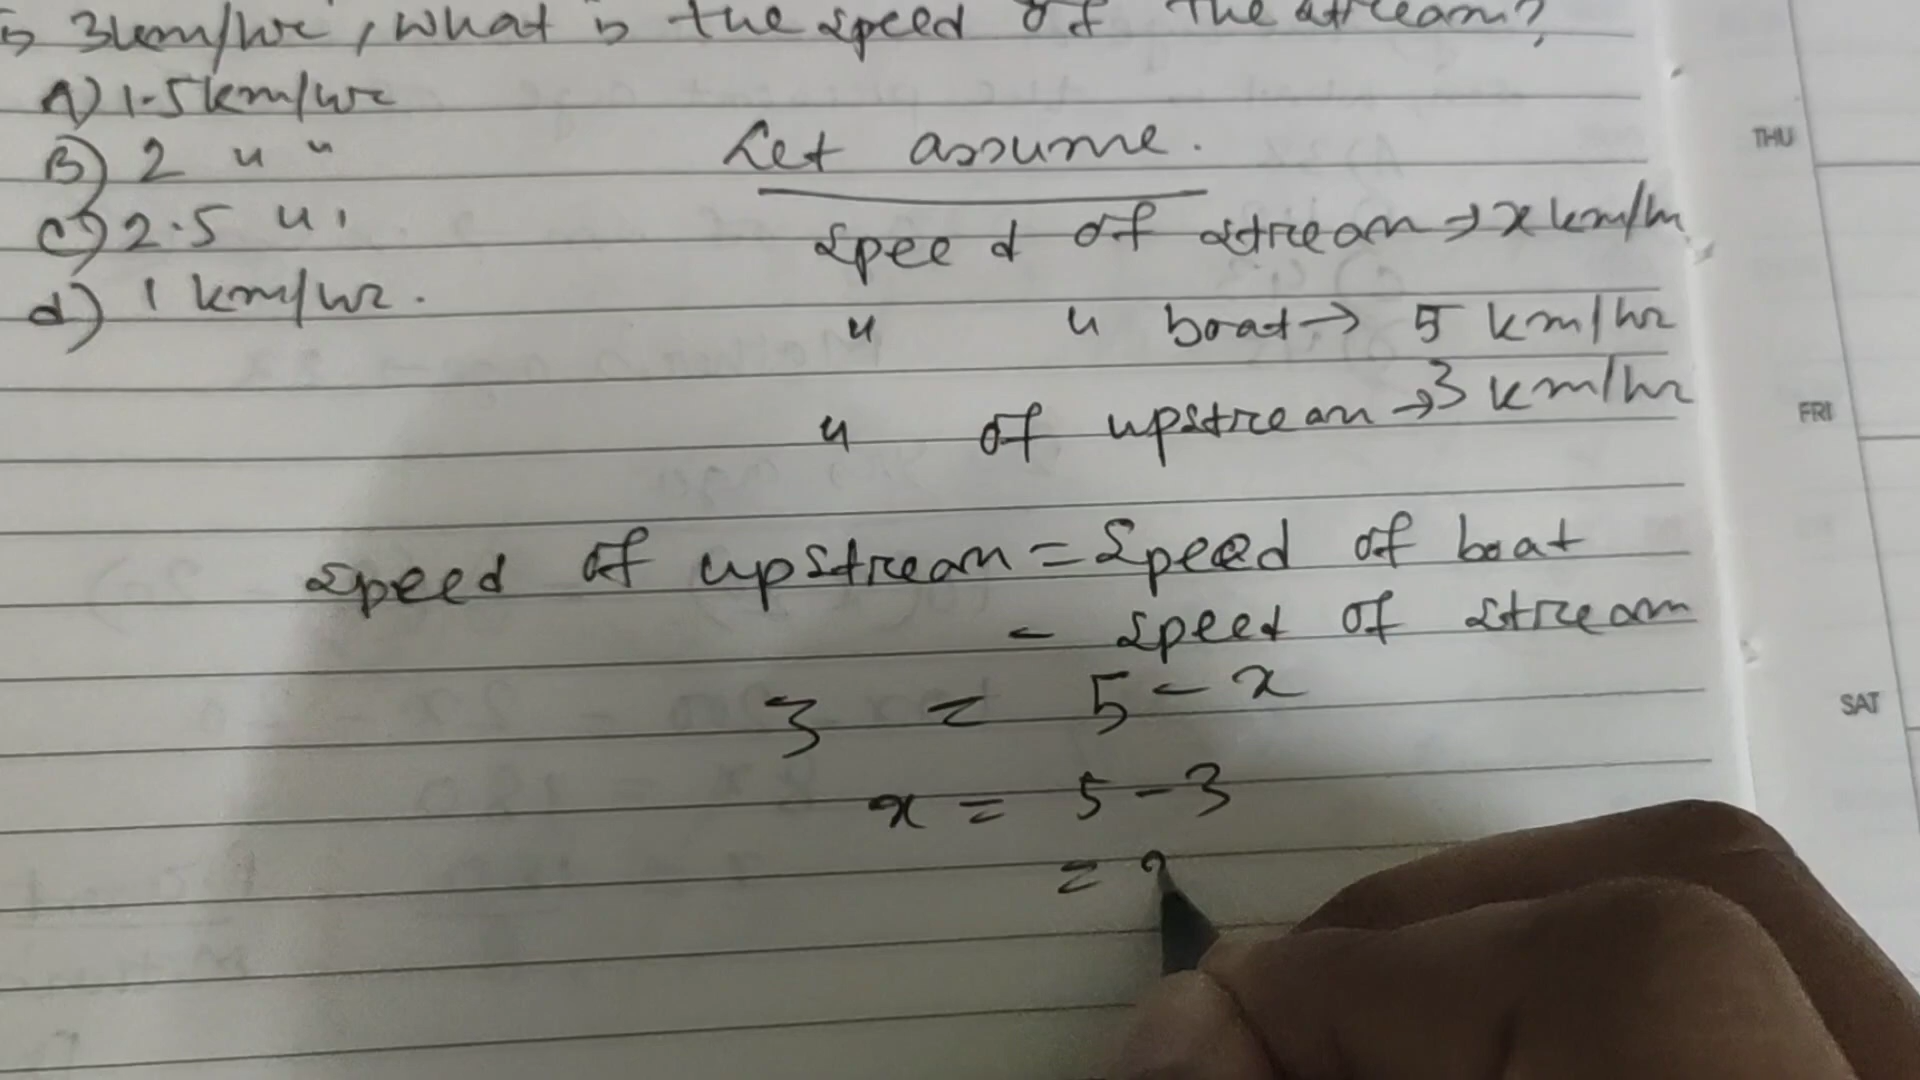 is 3km/hr, what is the speed of the stream?
A) 1.5km/hr
B) 2 " "
C) 2.5 " "
d) 1 km/hr.
Let assume.
speed of stream → x km/hr
" " boat → 5 km/hr
" of upstream → 3 km/hr
speed of upstream = Speed of boat
- speed of stream
3 = 5 - x
x = 5 - 3
=
THU
FRI
SAT